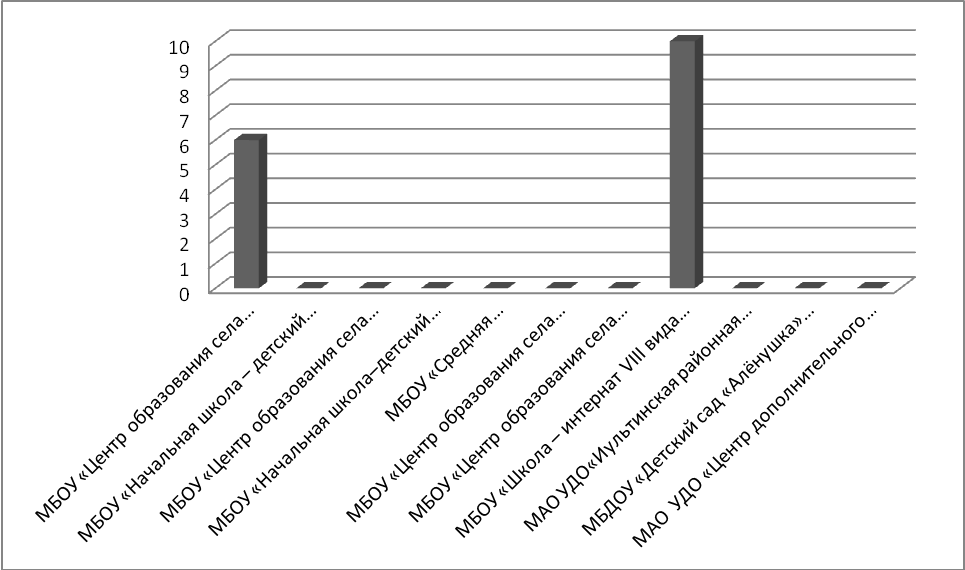 10
9
8
7
6
5
4
3
2
1
0
МБОУ «Центр образования села…
МБОУ «Начальная школа – детский…
МБОУ «Центр образования села…
МБОУ «Начальная школа–детский…
МБОУ «Средняя…
МБОУ «Центр образования села…
МБОУ «Центр образования села…
МБОУ «Школа – интернат VIII вида…
МАО УДО«Иультинская районная…
МБДОУ «Детский сад «Алёнушка»…
МАО УДО «Центр дополнительного…